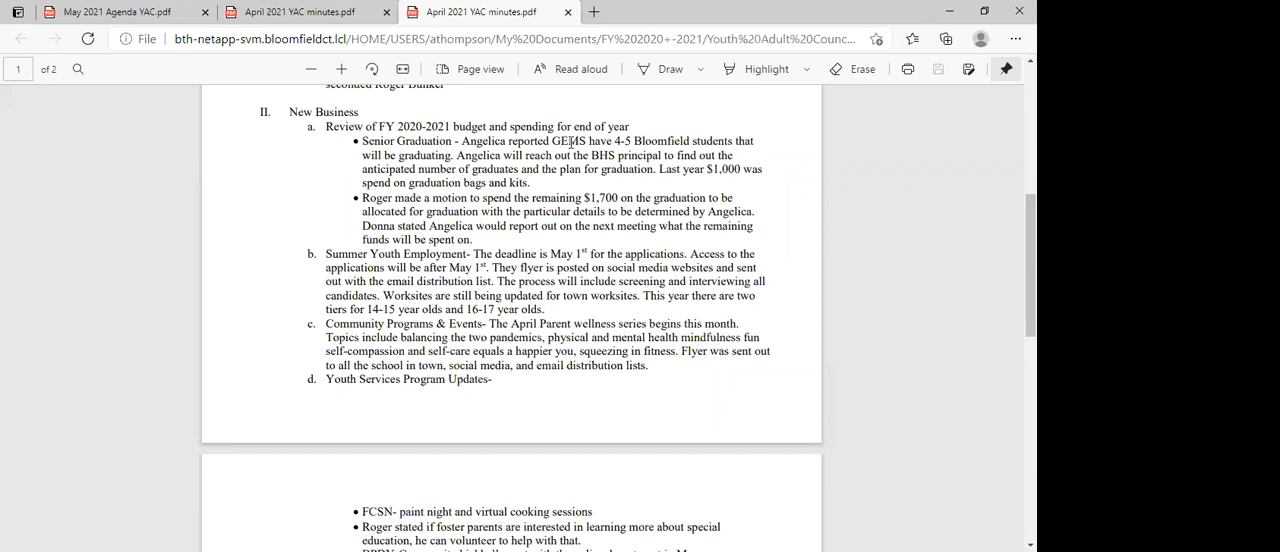 May 2021 Agenda YAC.pdf
April 2021 YAC minutes.pdf
April 2021 YAC minutes.pdf
File
bth-netapp-svm.bloomfieldct.lcl/HOME/USERS/athompson/My%20Documents/FY%202020+-2021/Youth%20Adult%20Counc...
1 of 2
Page view
Read aloud
Draw
Highlight
Erase
seconded Roger Bunker
II. New Business
a. Review of FY 2020-2021 budget and spending for end of year
• Senior Graduation - Angelica reported GEMS have 4-5 Bloomfield students that
will be graduating. Angelica will reach out the BHS principal to find out the
anticipated number of graduates and the plan for graduation. Last year $1,000 was
spend on graduation bags and kits.
• Roger made a motion to spend the remaining $1,700 on the graduation to be
allocated for graduation with the particular details to be determined by Angelica.
Donna stated Angelica would report out on the next meeting what the remaining
funds will be spent on.
b. Summer Youth Employment- The deadline is May 1st for the applications. Access to the
applications will be after May 1st. They flyer is posted on social media websites and sent
out with the email distribution list. The process will include screening and interviewing all
candidates. Worksites are still being updated for town worksites. This year there are two
tiers for 14-15 year olds and 16-17 year olds.
c. Community Programs & Events- The April Parent wellness series begins this month.
Topics include balancing the two pandemics, physical and mental health mindfulness fun
self-compassion and self-care equals a happier you, squeezing in fitness. Flyer was sent out
to all the school in town, social media, and email distribution lists.
d. Youth Services Program Updates-
• FCSN- paint night and virtual cooking sessions
• Roger stated if foster parents are interested in learning more about special
education, he can volunteer to help with that.